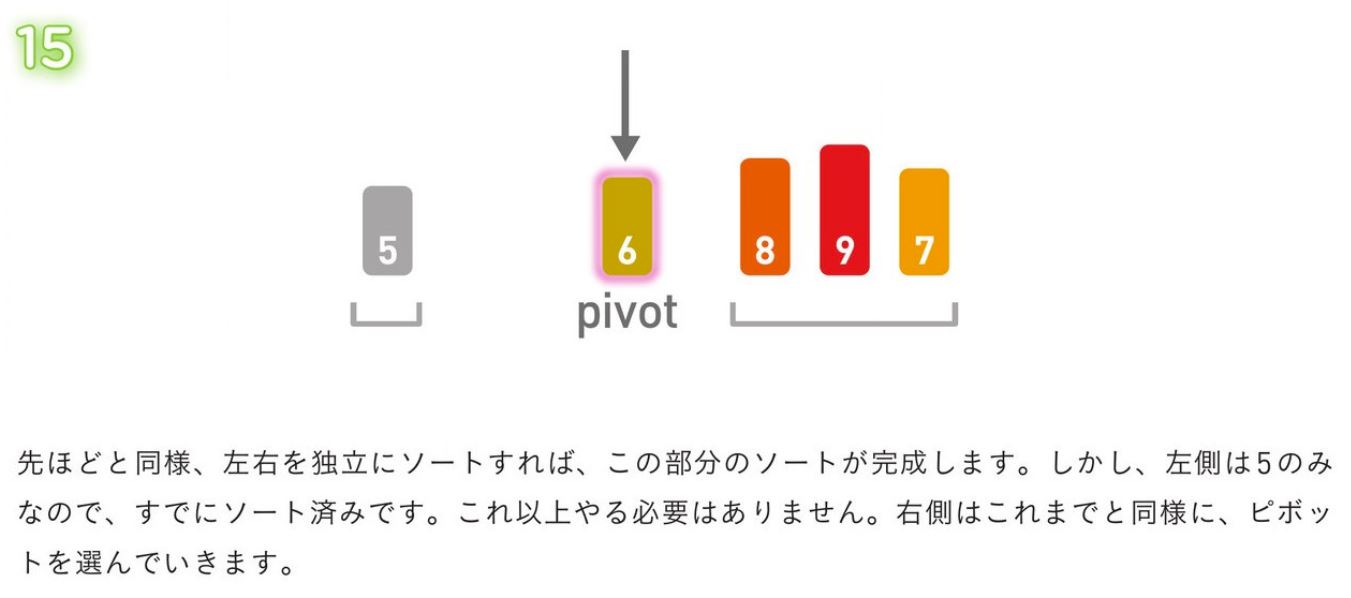 15
5
6
8
9
7
pivot
先ほどと同様、左右を独立にソートすれば、この部分のソートが完成します。しかし、左側は5のみ
なので、すでにソート済みです。これ以上やる必要はありません。右側はこれまでと同様に、ピボッ
トを選んでいきます。